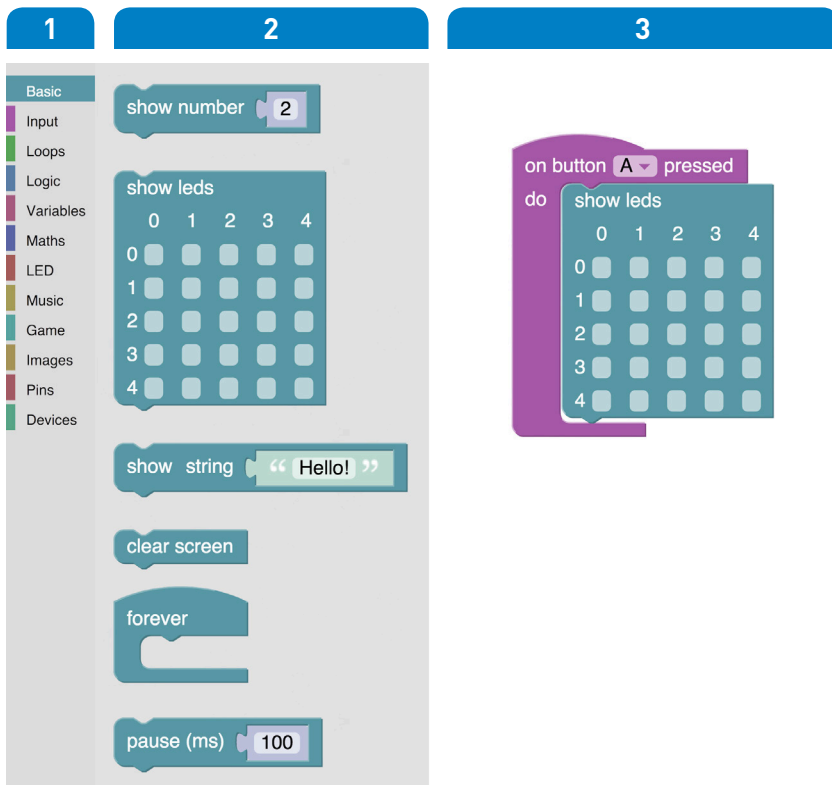 1
2
3
Basic
Input
Loops
Logic
Variables
Maths
LED
Music
Game
Images
Pins
Devices
show number 2
show leds
0 1 2 3 4
0
1
2
3
4
show string “ Hello! ”
clear screen
forever
pause (ms) 100
on button A pressed
do show leds
0 1 2 3 4
0
1
2
3
4